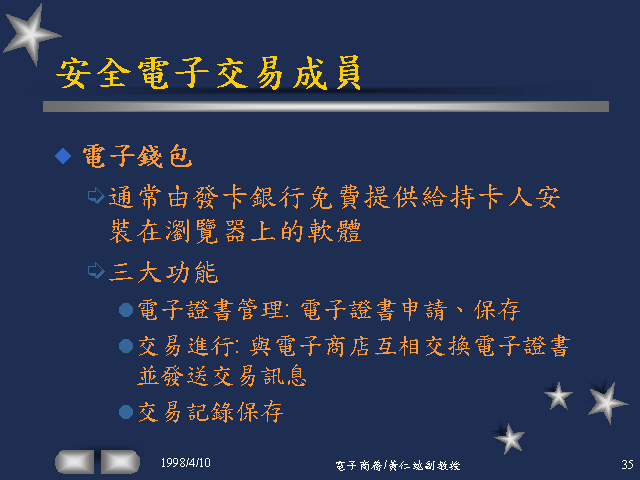 安全電子交易成員
電子錢包
通常由發卡銀行免費提供給持卡人安
裝在瀏覽器上的軟體
三大功能
電子證書管理: 電子證書申請、保存
交易進行: 與電子商店互相交換電子證書
並發送交易訊息
交易記錄保存
1998/4/10
電子商務/黃仁 副教授
35